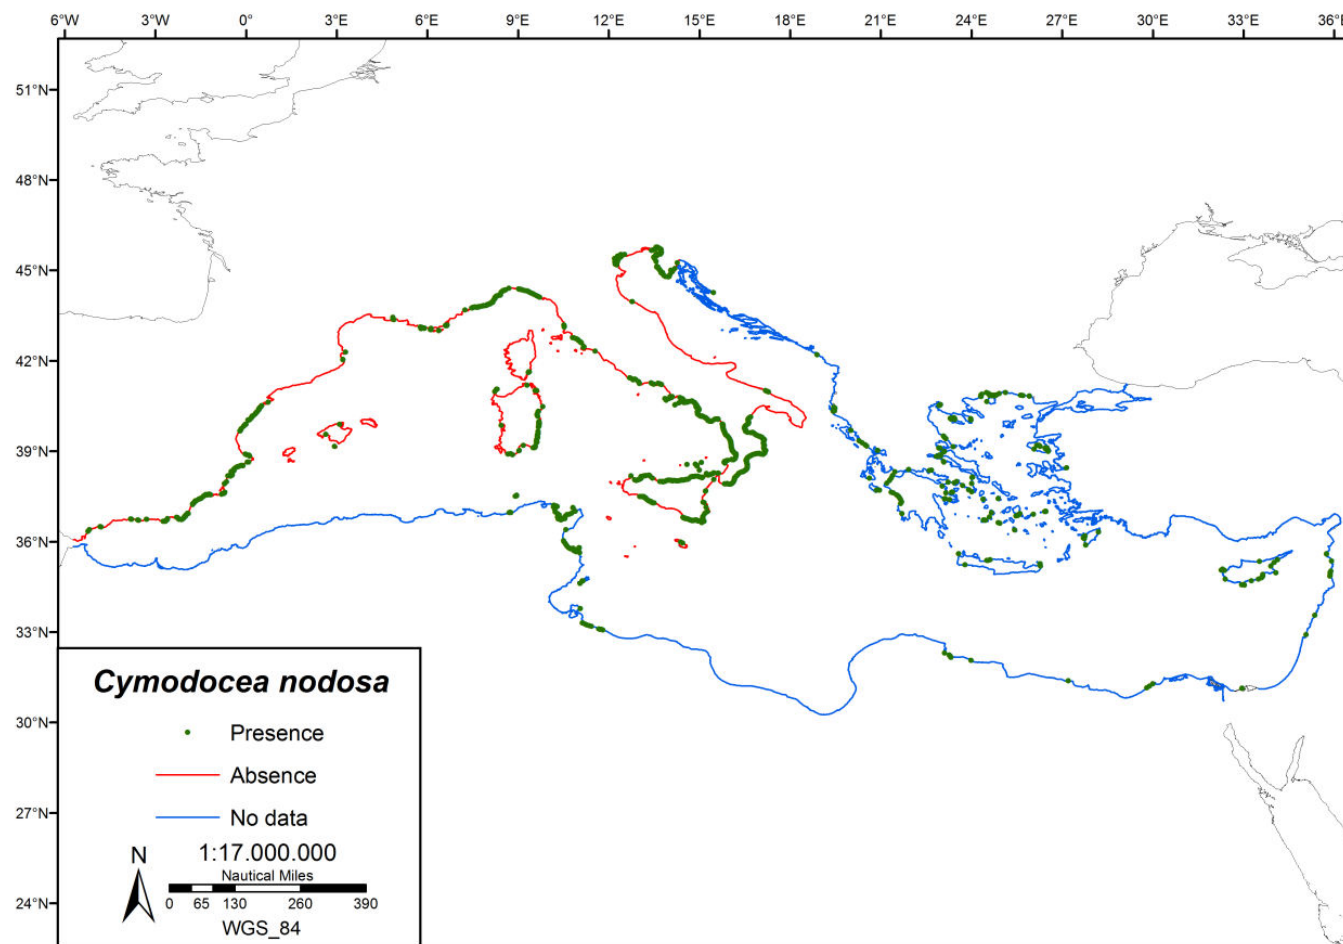 6°W 3°W 0° 3°E 6°E 9°E 12°E 15°E 18°E 21°E 24°E 27°E 30°E 33°E 36°E
51°N
48°N
45°N
42°N
39°N
36°N
33°N
30°N
27°N
24°N
Cymodocea nodosa
Presence
Absence
No data
N
1:17.000.000
Nautical Miles
0 65 130 260 390
WGS_84